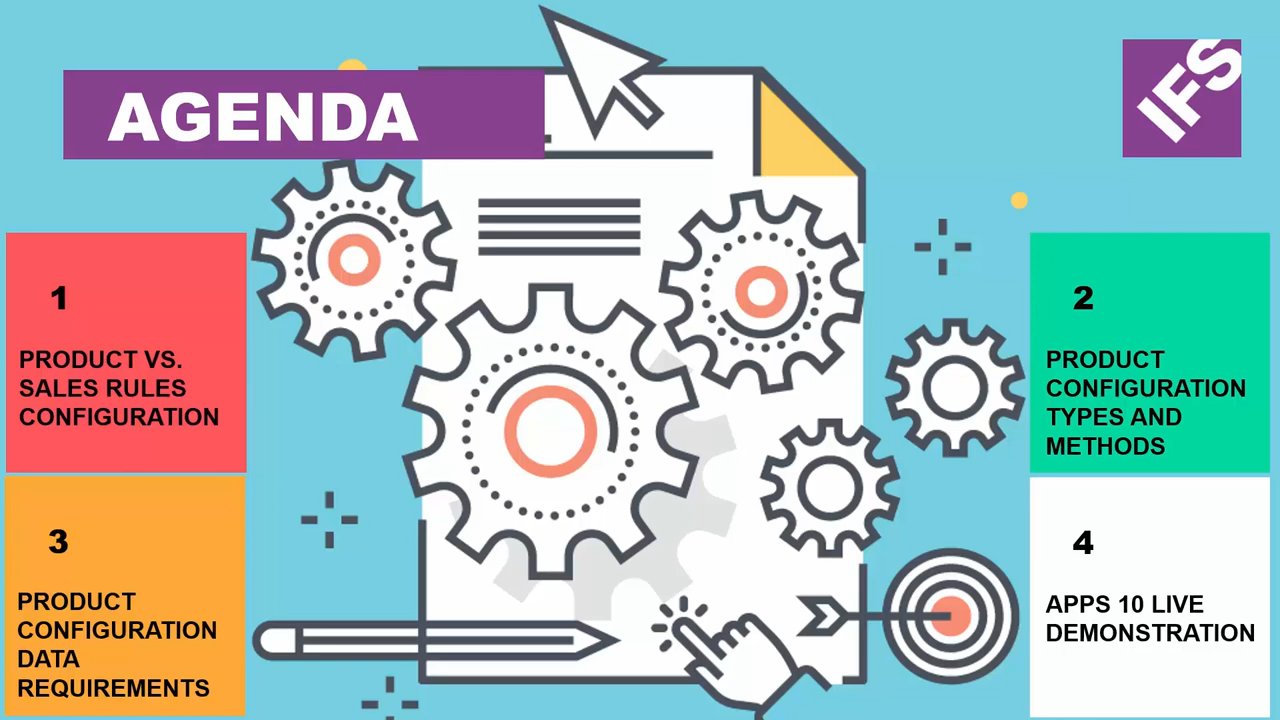 AGENDA
IFS
1
PRODUCT VS.
SALES RULES
CONFIGURATION
2
PRODUCT
CONFIGURATION
TYPES AND
METHODS
3
PRODUCT
CONFIGURATION
DATA
REQUIREMENTS
4
APPS 10 LIVE
DEMONSTRATION